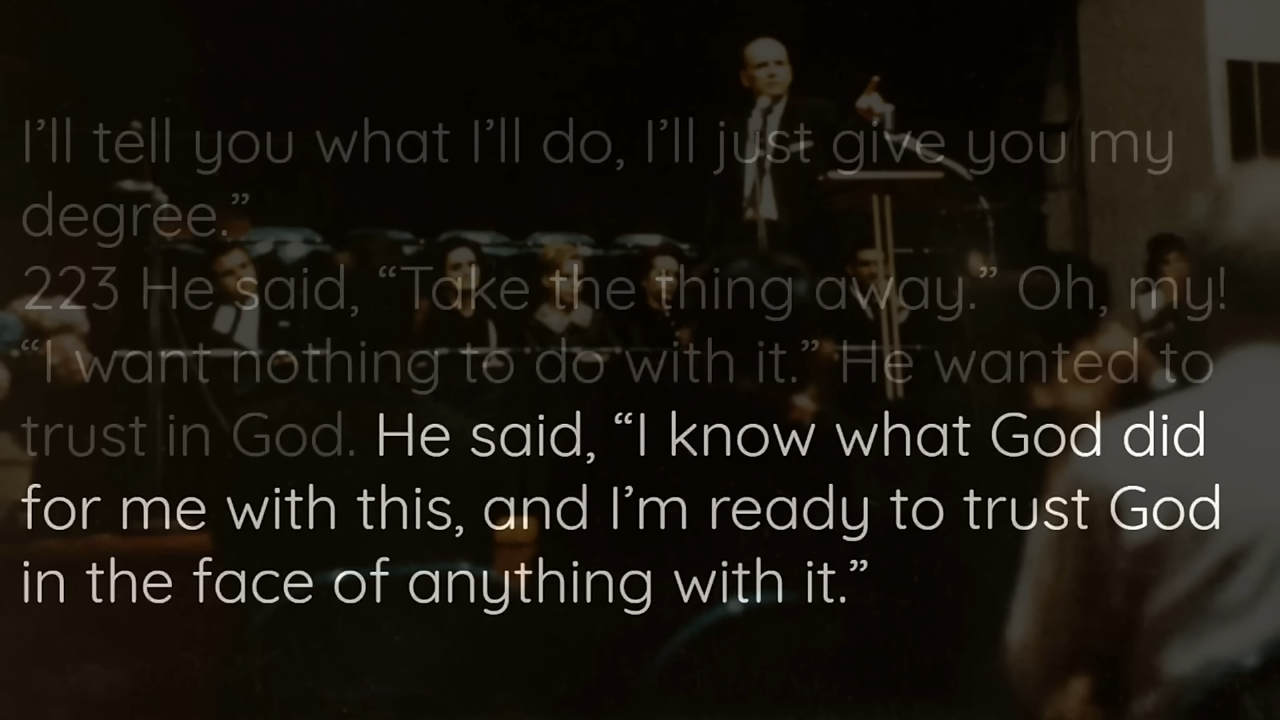 I’ll tell you what I’ll do, I’ll just give you my
degree.”
223 He said, “Take the thing away.” Oh, my!
“I want nothing to do with it.” He wanted to
trust in God. He said, “I know what God did
for me with this, and I’m ready to trust God
in the face of anything with it.”